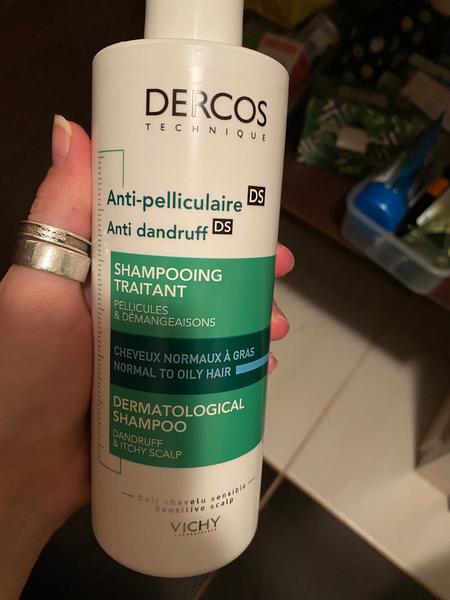 DERCOS
TECHNIQUE
Anti-pelliculaire DS
Anti dandruff DS
SHAMPOOING
TRAITANT
PELLICULES
& DÉMANGEAISONS
CHEVEUX NORMAUX À GRAS
NORMAL TO OILY HAIR
DERMATOLOGICAL
SHAMPOO
DANDRUFF
& ITCHY SCALP
Cuir chevelu sensible
Sensitive scalp
VICHY
LABORATOIRES